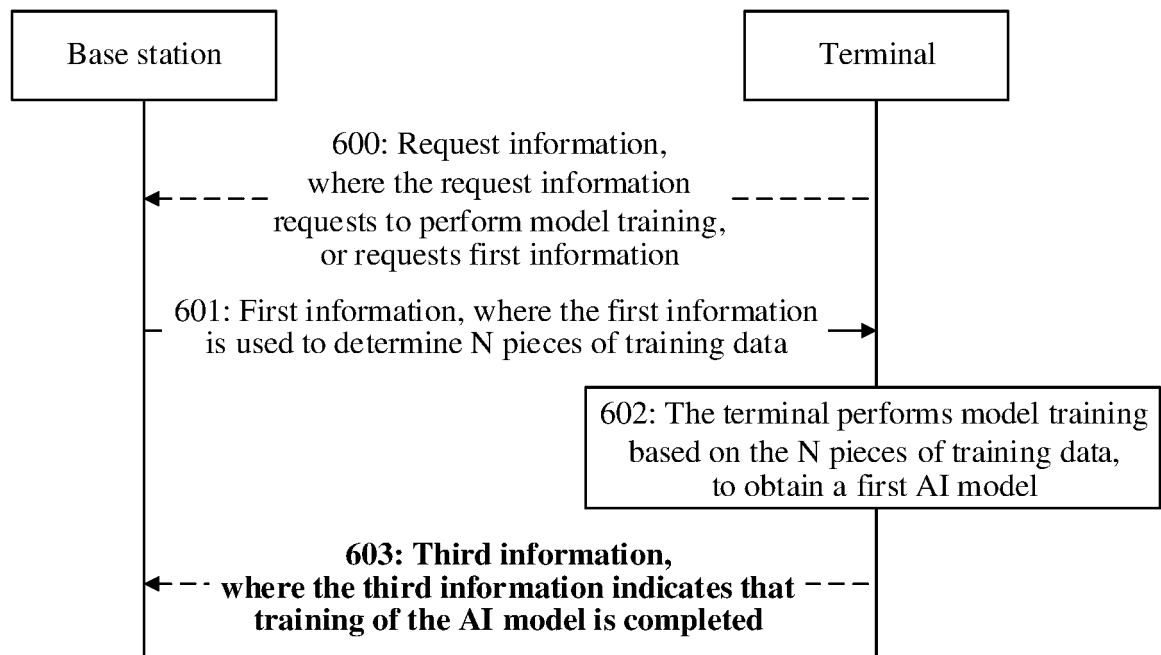 Base station
Terminal
600: Request information,
where the request information
requests to perform model training,
or requests first information
601: First information, where the first information
is used to determine N pieces of training data
602: The terminal performs model training
based on the N pieces of training data,
to obtain a first AI model
603: Third information,
where the third information indicates that
training of the AI model is completed